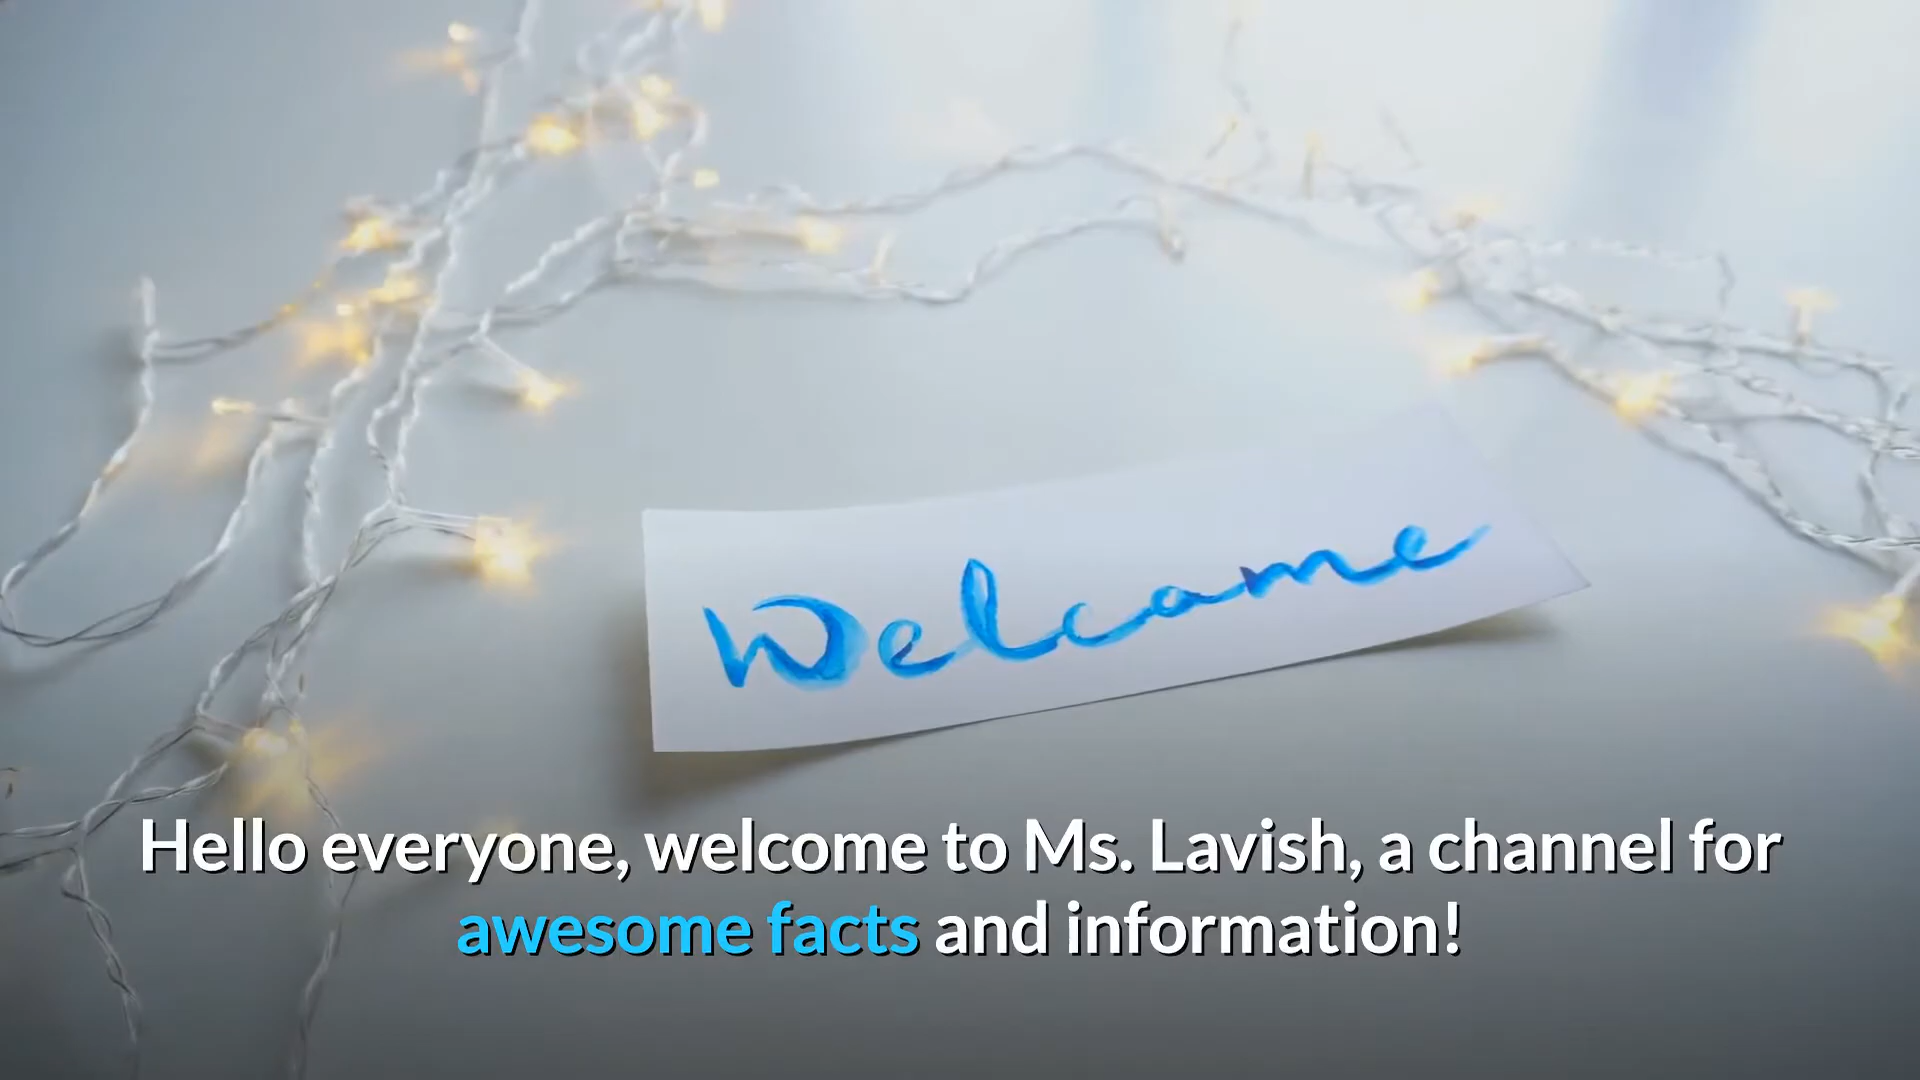 Welcome
Hello everyone, welcome to Ms. Lavish, a channel for
awesome facts and information!